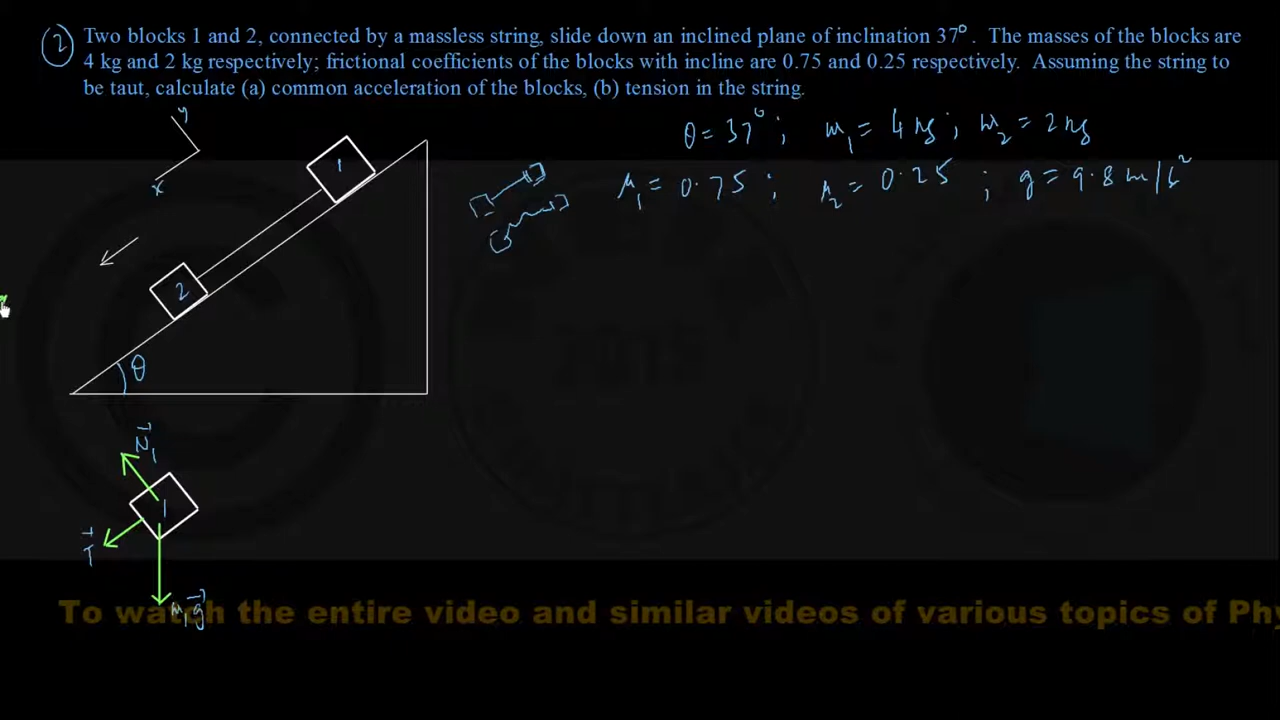 ② Two blocks 1 and 2, connected by a massless string, slide down an inclined plane of inclination 37°. The masses of the blocks are
4 kg and 2 kg respectively; frictional coefficients of the blocks with incline are 0.75 and 0.25 respectively. Assuming the string to
be taut, calculate (a) common acceleration of the blocks, (b) tension in the string.
θ = 37° ; m₁ = 4 kg ; m₂ = 2 kg
μ₁ = 0.75 ; μ₂ = 0.25 ; g = 9.8 m/s²
y
x
1
2
θ
N⃗₁
1
T⃗
m₁g⃗
To watch the entire video and similar videos of various topics of Phy